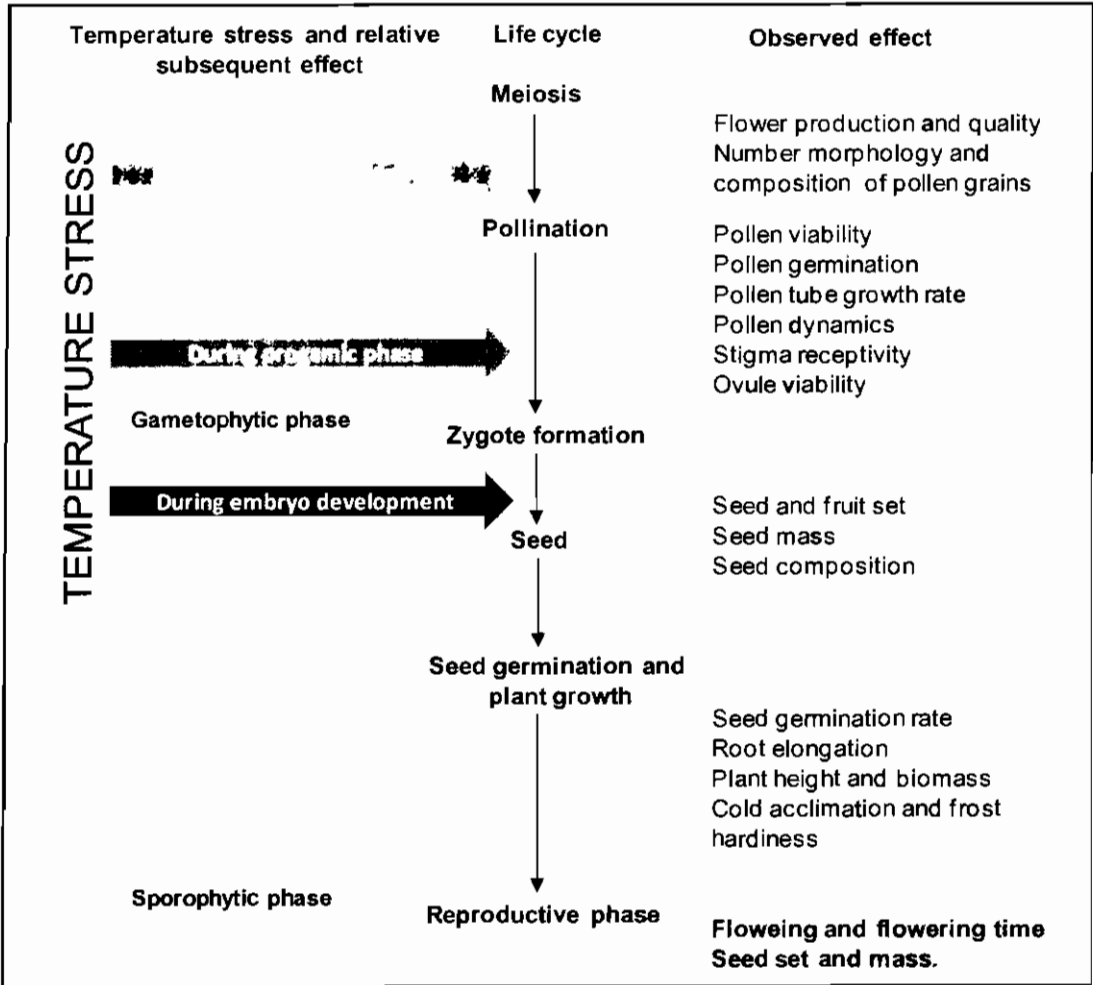 Temperature stress and relative
subsequent effect
Life cycle
Observed effect
TEMPERATURE STRESS
Meiosis
Flower production and quality
Number morphology and
composition of pollen grains
Pollination
Pollen viability
Pollen germination
Pollen tube growth rate
Pollen dynamics
Stigma receptivity
Ovule viability
During progamic phase
Gametophytic phase
Zygote formation
During embryo development
Seed
Seed and fruit set
Seed mass
Seed composition
Seed germination and
plant growth
Seed germination rate
Root elongation
Plant height and biomass
Cold acclimation and frost
hardiness
Sporophytic phase
Reproductive phase
Floweing and flowering time
Seed set and mass.